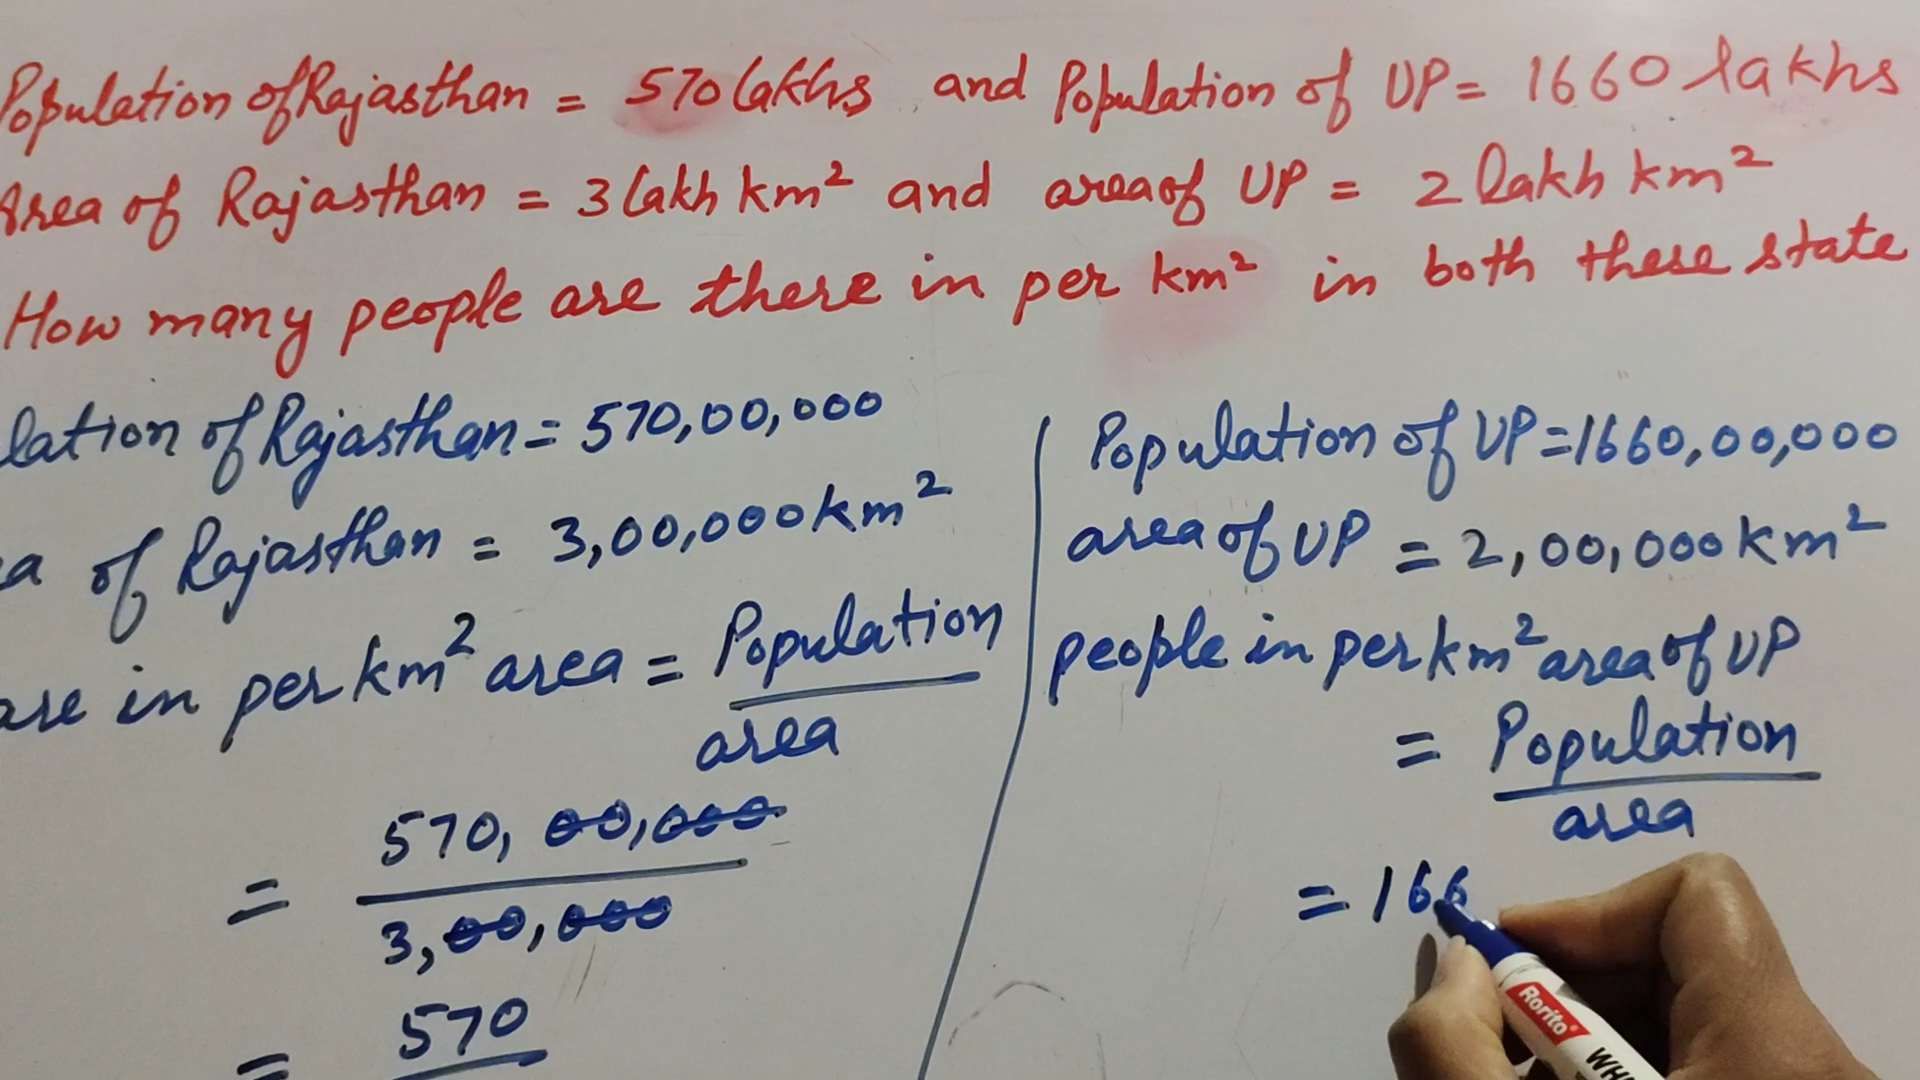 Population of Rajasthan = 570 lakhs and Population of UP = 1660 lakhs
Area of Rajasthan = 3 lakh km² and area of UP = 2 lakh km²
How many people are there in per km² in both these state
lation of Rajasthan = 570,00,000
a of Rajasthan = 3,00,000 km²
are in per km² area = Population
area
= 570,00,000
3,00,000
= 570
Population of UP = 1660,00,000
area of UP = 2,00,000 km²
people in per km² area of UP
= Population
area
= 166
Rorito
WH